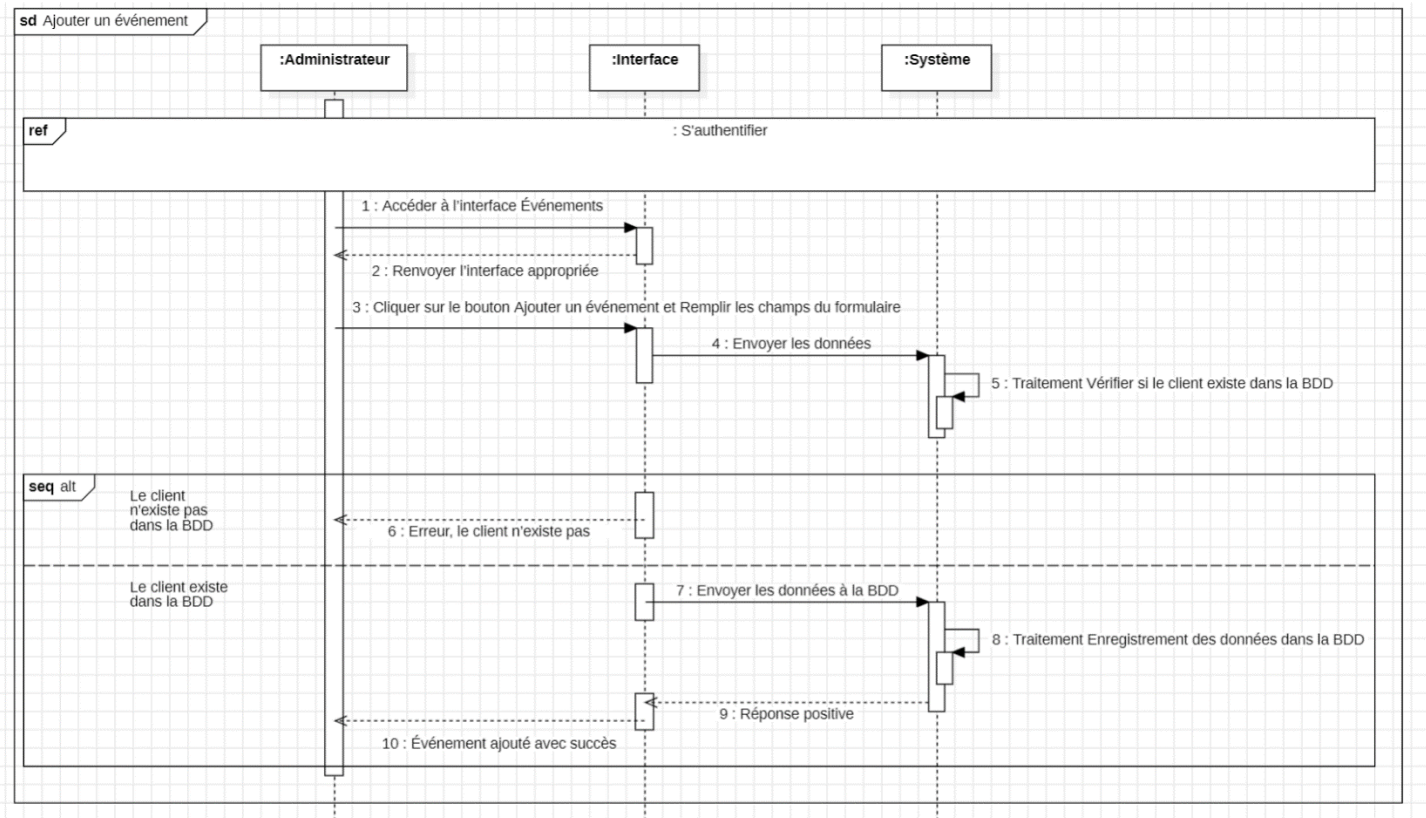 sd Ajouter un événement
:Administrateur
:Interface
:Système
ref
: S'authentifier
1 : Accéder à l'interface Événements
2 : Renvoyer l'interface appropriée
3 : Cliquer sur le bouton Ajouter un événement et Remplir les champs du formulaire
4 : Envoyer les données
5 : Traitement Vérifier si le client existe dans la BDD
seq alt
Le client
n'existe pas
dans la BDD
6 : Erreur, le client n'existe pas
Le client existe
dans la BDD
7 : Envoyer les données à la BDD
8 : Traitement Enregistrement des données dans la BDD
9 : Réponse positive
10 : Événement ajouté avec succès